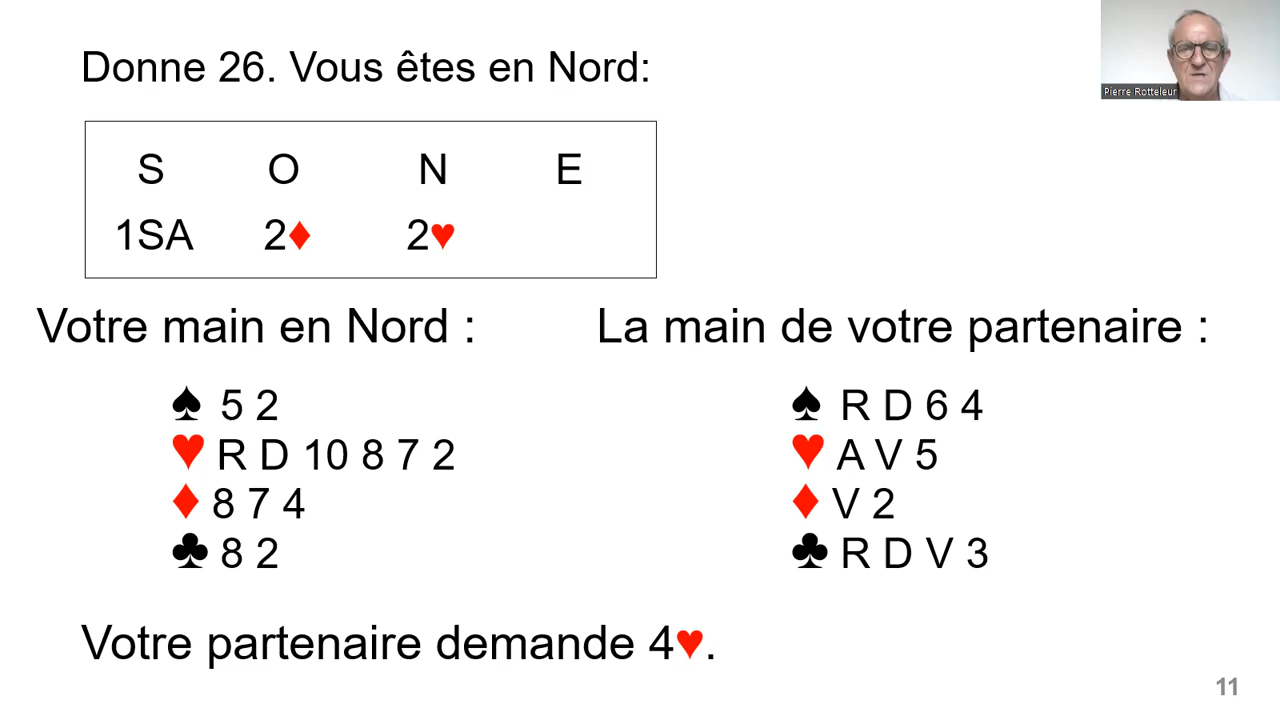 Donne 26. Vous êtes en Nord:
Pierre Rotteleur
S O N E
1SA 2♦ 2♥
Votre main en Nord : La main de votre partenaire :
♠ 5 2 ♠ R D 6 4
♥ R D 10 8 7 2 ♥ A V 5
♦ 8 7 4 ♦ V 2
♣ 8 2 ♣ R D V 3
Votre partenaire demande 4♥.
11